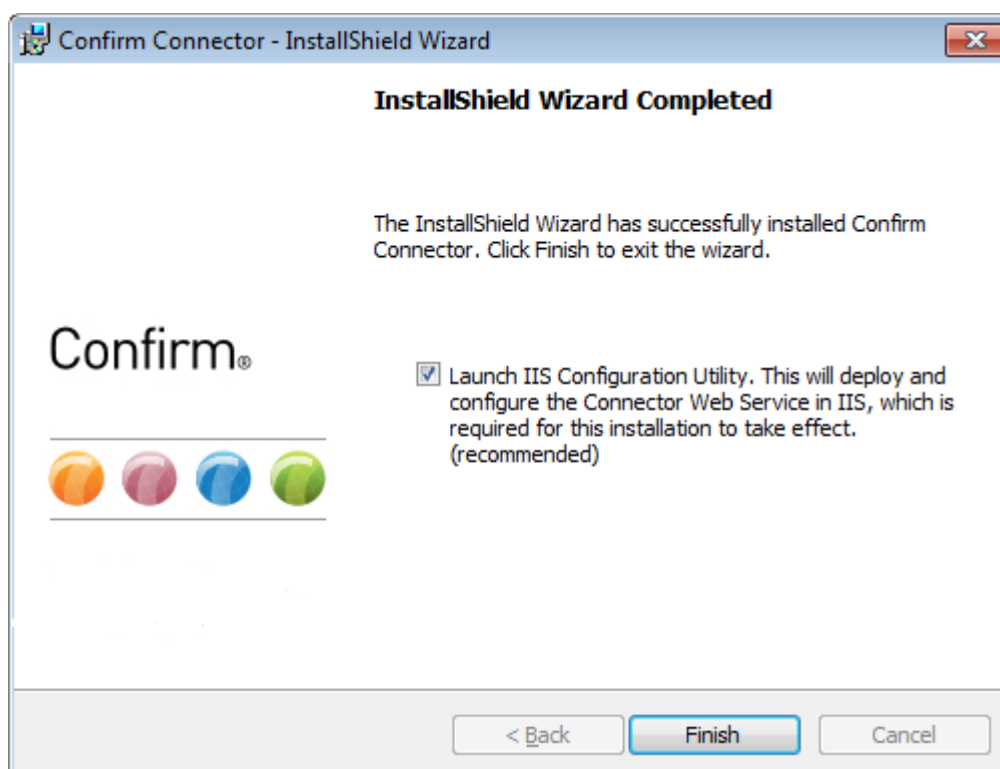 Confirm Connector - InstallShield Wizard
InstallShield Wizard Completed
The InstallShield Wizard has successfully installed Confirm
Connector. Click Finish to exit the wizard.
Confirm®
Launch IIS Configuration Utility. This will deploy and
configure the Connector Web Service in IIS, which is
required for this installation to take effect.
(recommended)
< Back
Finish
Cancel